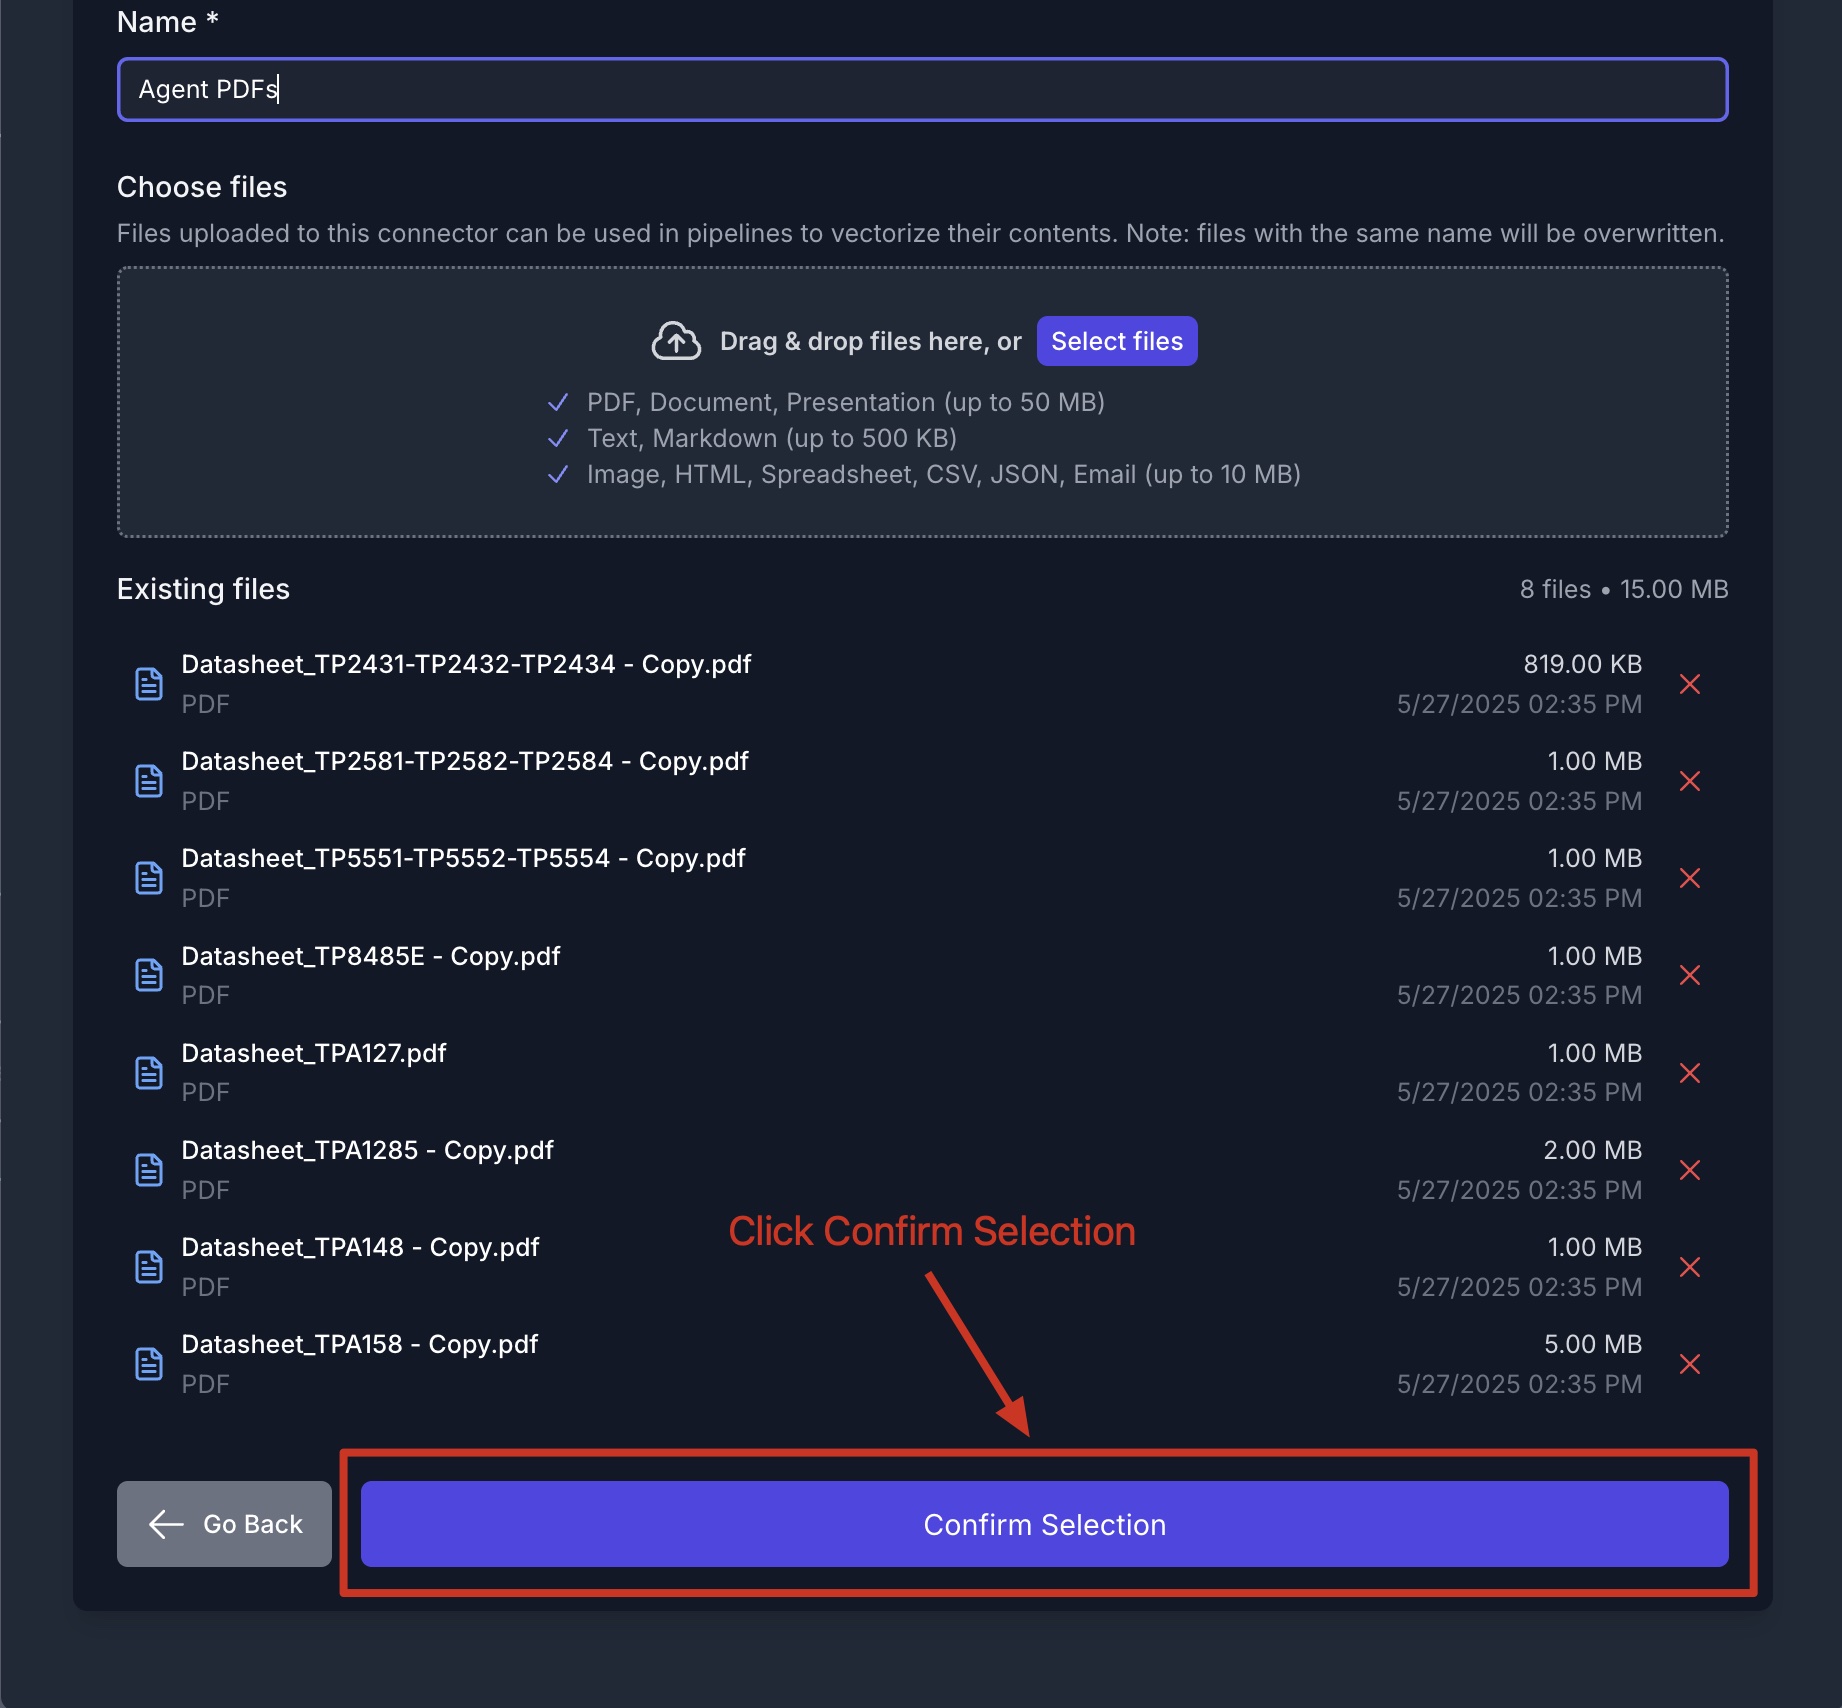 Name *
Agent PDFs
Choose files
Files uploaded to this connector can be used in pipelines to vectorize their contents. Note: files with the same name will be overwritten.
Drag & drop files here, or Select files
PDF, Document, Presentation (up to 50 MB)
Text, Markdown (up to 500 KB)
Image, HTML, Spreadsheet, CSV, JSON, Email (up to 10 MB)
Existing files 8 files • 15.00 MB
Datasheet_TP2431-TP2432-TP2434 - Copy.pdf 819.00 KB
PDF 5/27/2025 02:35 PM
Datasheet_TP2581-TP2582-TP2584 - Copy.pdf 1.00 MB
PDF 5/27/2025 02:35 PM
Datasheet_TP5551-TP5552-TP5554 - Copy.pdf 1.00 MB
PDF 5/27/2025 02:35 PM
Datasheet_TP8485E - Copy.pdf 1.00 MB
PDF 5/27/2025 02:35 PM
Datasheet_TPA127.pdf 1.00 MB
PDF 5/27/2025 02:35 PM
Datasheet_TPA1285 - Copy.pdf 2.00 MB
PDF 5/27/2025 02:35 PM
Click Confirm Selection
Datasheet_TPA148 - Copy.pdf 1.00 MB
PDF 5/27/2025 02:35 PM
Datasheet_TPA158 - Copy.pdf 5.00 MB
PDF 5/27/2025 02:35 PM
Go Back Confirm Selection